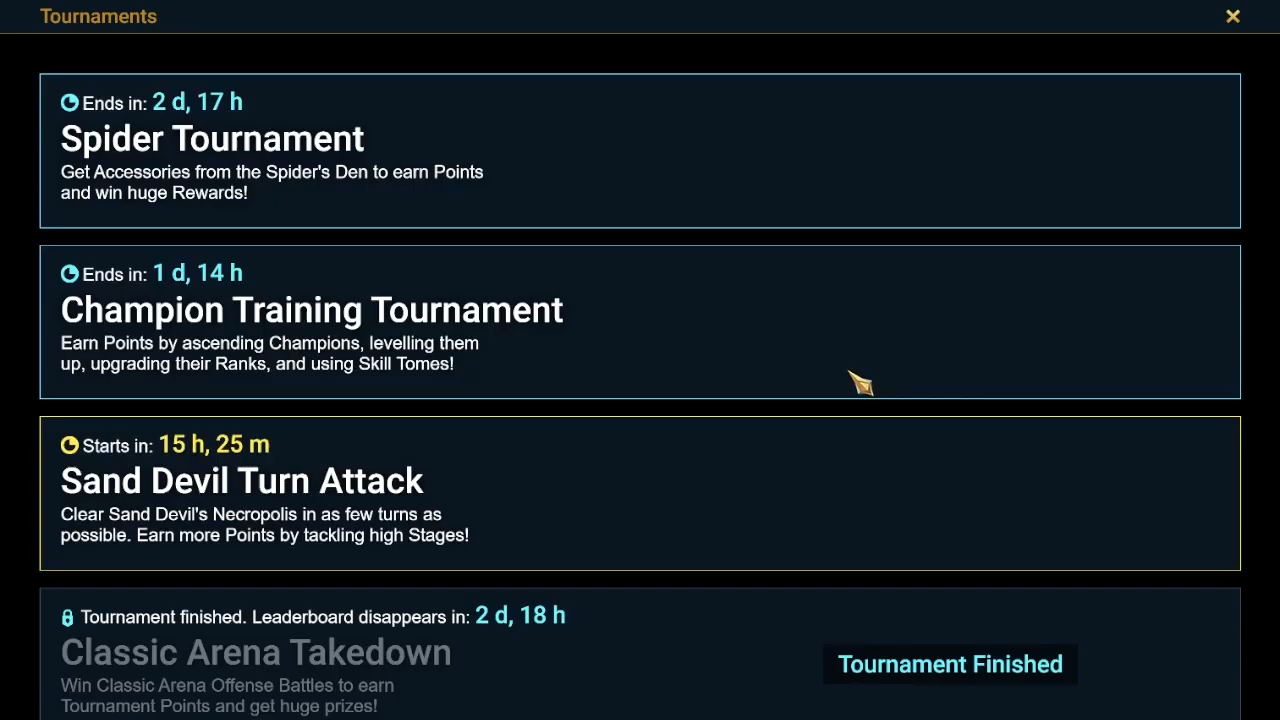 Tournaments
Ends in: 2 d, 17 h
Spider Tournament
Get Accessories from the Spider's Den to earn Points
and win huge Rewards!
Ends in: 1 d, 14 h
Champion Training Tournament
Earn Points by ascending Champions, levelling them
up, upgrading their Ranks, and using Skill Tomes!
Starts in: 15 h, 25 m
Sand Devil Turn Attack
Clear Sand Devil's Necropolis in as few turns as
possible. Earn more Points by tackling high Stages!
Tournament finished. Leaderboard disappears in: 2 d, 18 h
Classic Arena Takedown
Tournament Finished
Win Classic Arena Offense Battles to earn
Tournament Points and get huge prizes!